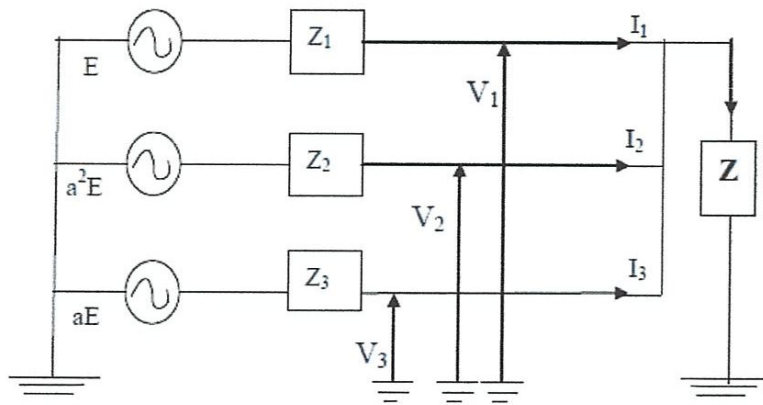 E Z₁ V₁ I₁
a²E Z₂ V₂ I₂ Z
aE Z₃ V₃ I₃